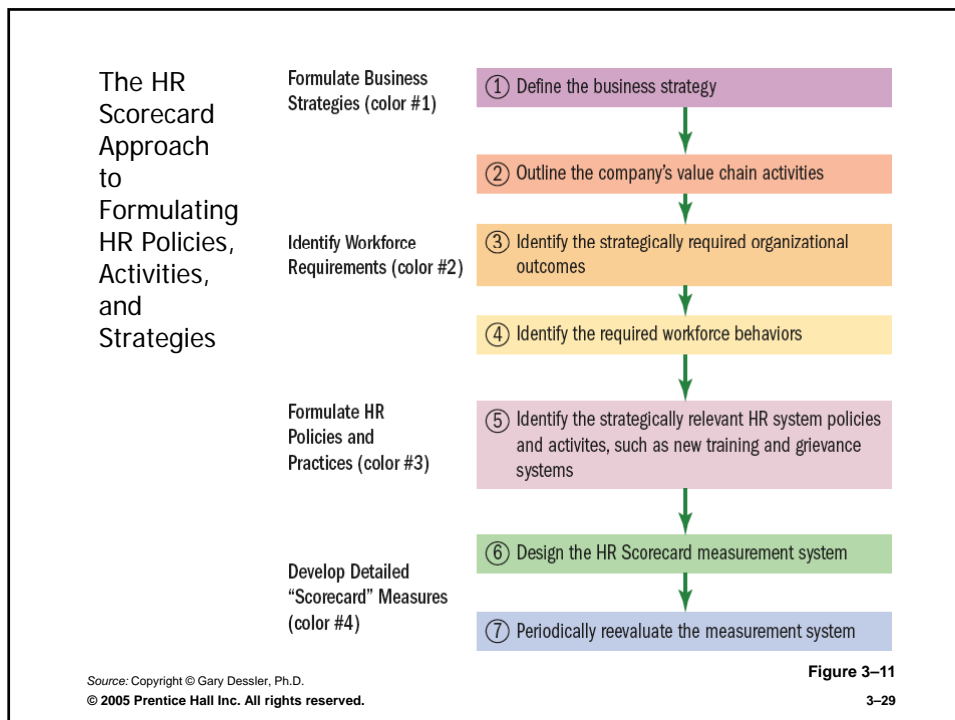 The HR
Scorecard
Approach
to
Formulating
HR Policies,
Activities,
and
Strategies
Formulate Business
Strategies (color #1)
① Define the business strategy
② Outline the company’s value chain activities
Identify Workforce
Requirements (color #2)
③ Identify the strategically required organizational
outcomes
④ Identify the required workforce behaviors
Formulate HR
Policies and
Practices (color #3)
⑤ Identify the strategically relevant HR system policies
and activites, such as new training and grievance
systems
⑥ Design the HR Scorecard measurement system
Develop Detailed
“Scorecard” Measures
(color #4)
⑦ Periodically reevaluate the measurement system
Figure 3–11
Source: Copyright © Gary Dessler, Ph.D.
© 2005 Prentice Hall Inc. All rights reserved.
3–29